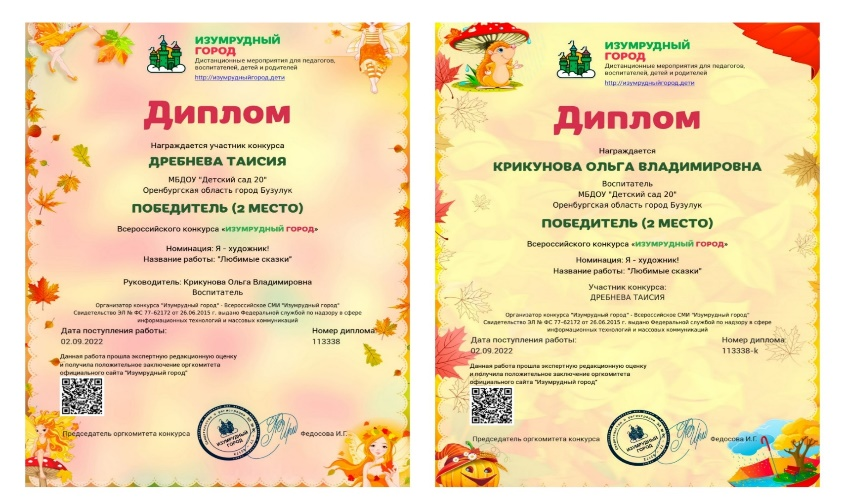 ИЗУМРУДНЫЙ
ГОРОД
Дистанционные мероприятия для педагогов,
воспитателей, детей и родителей
http://изумрудныйгород.дети
Диплом
Награждается участник конкурса
ДРЕБНЕВА ТАИСИЯ
МБДОУ "Детский сад 20"
Оренбургская область город Бузулук
ПОБЕДИТЕЛЬ (2 МЕСТО)
Всероссийского конкурса «ИЗУМРУДНЫЙ ГОРОД»
Номинация: Я - художник!
Название работы: "Любимые сказки"
Руководитель: Крикунова Ольга Владимировна
Воспитатель
Организатор конкурса "Изумрудный город" - Всероссийское СМИ "Изумрудный город"
Свидетельство ЭЛ № ФС 77-62172 от 26.06.2015 г. выдано Федеральной службой по надзору в сфере
информационных технологий и массовых коммуникаций
Дата поступления работы: Номер диплома:
02.09.2022 113338
Данная работа прошла экспертную редакционную оценку
и получила положительное заключение оргкомитета
официального сайта "Изумрудный город"
Председатель оргкомитета конкурса Федосова И.Г.
ИЗУМРУДНЫЙ
ГОРОД
ИЗУМРУДНЫЙ
ГОРОД
Дистанционные мероприятия для педагогов,
воспитателей, детей и родителей
http://изумрудныйгород.дети
Диплом
Награждается
КРИКУНОВА ОЛЬГА ВЛАДИМИРОВНА
Воспитатель
МБДОУ "Детский сад 20"
Оренбургская область город Бузулук
ПОБЕДИТЕЛЬ (2 МЕСТО)
Всероссийского конкурса «ИЗУМРУДНЫЙ ГОРОД»
Номинация: Я - художник!
Название работы: "Любимые сказки"
Участник конкурса:
ДРЕБНЕВА ТАИСИЯ
Организатор конкурса "Изумрудный город" - Всероссийское СМИ "Изумрудный город"
Свидетельство ЭЛ № ФС 77-62172 от 26.06.2015 г. выдано Федеральной службой по надзору в сфере
информационных технологий и массовых коммуникаций
Дата поступления работы: Номер диплома
02.09.2022 113338-k
Данная работа прошла экспертную редакционную оценку
и получила положительное заключение оргкомитета
официального сайта "Изумрудный город"
Председатель оргкомитета конкурса Федосова И.Г.
ИЗУМРУДНЫЙ
ГОРОД